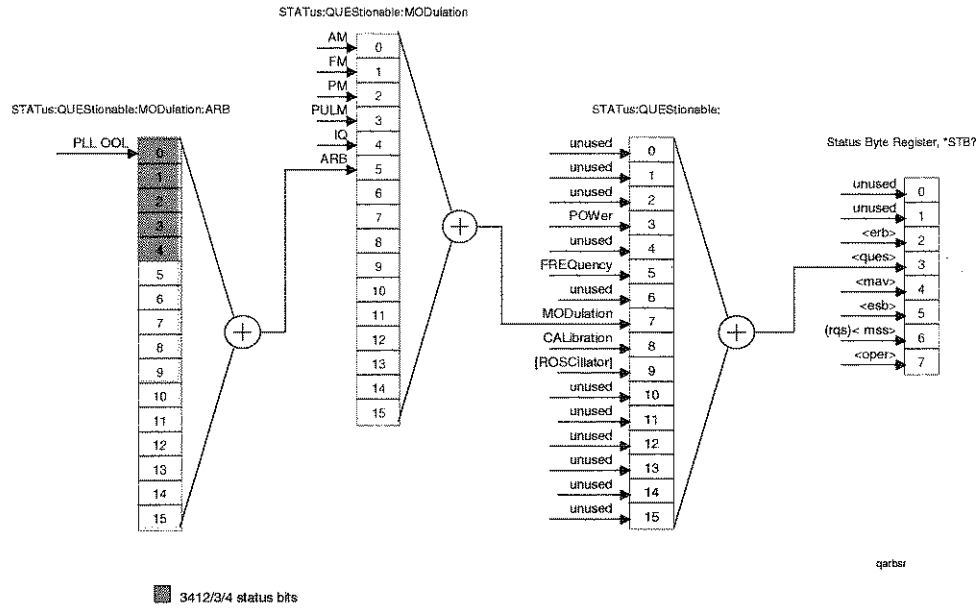 STATus:QUEStionable:MODulation
AM
FM
PM
PULM
IQ
ARB
0
1
2
3
4
5
6
7
8
9
10
11
12
13
14
15
STATus:QUEStionable:MODulation:ARB
PLL OOL
0
1
2
3
4
5
6
7
8
9
10
11
12
13
14
15
STATus:QUEStionable:
unused 0
unused 1
unused 2
POWer 3
unused 4
FREQuency 5
unused 6
MODulation 7
CALibration 8
[ROSCillator] 9
unused 10
unused 11
unused 12
unused 13
unused 14
unused 15
Status Byte Register, *STB?
unused 0
unused 1
<erb> 2
<ques> 3
<mav> 4
<esb> 5
(rqs)< mss> 6
<oper> 7
qarbsr
3412/3/4 status bits